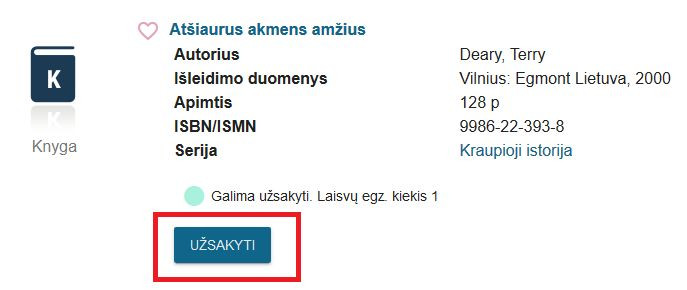 Atšiaurus akmens amžius
Autorius Deary, Terry
Išleidimo duomenys Vilnius: Egmont Lietuva, 2000
Apimtis 128 p
ISBN/ISMN 9986-22-393-8
Serija Kraupioji istorija
K
Knyga
Galima užsakyti. Laisvų egz. kiekis 1
UŽSAKYTI